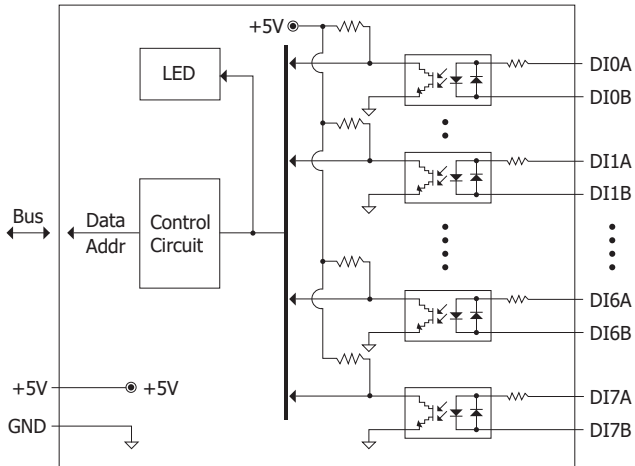 +5V
LED
DI0A
DI0B
DI1A
DI1B
Bus
Data
Addr
Control
Circuit
DI6A
DI6B
+5V
+5V
DI7A
GND
DI7B